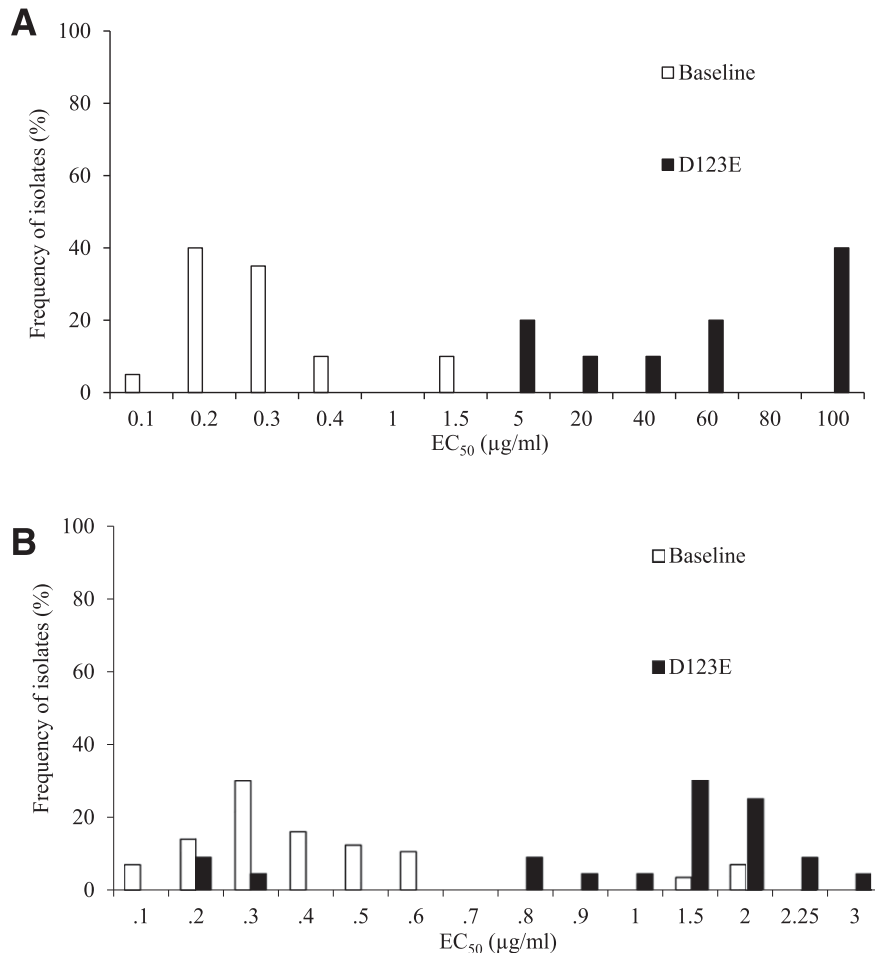 A
100
Baseline
80
D123E
60
40
20
0
Frequency of isolates (%)
0.1 0.2 0.3 0.4 1 1.5 5 20 40 60 80 100
EC50 (µg/ml)
B
100
Baseline
80
D123E
60
40
20
0
Frequency of isolates (%)
.1 .2 .3 .4 .5 .6 .7 .8 .9 1 1.5 2 2.25 3
EC50 (µg/ml)